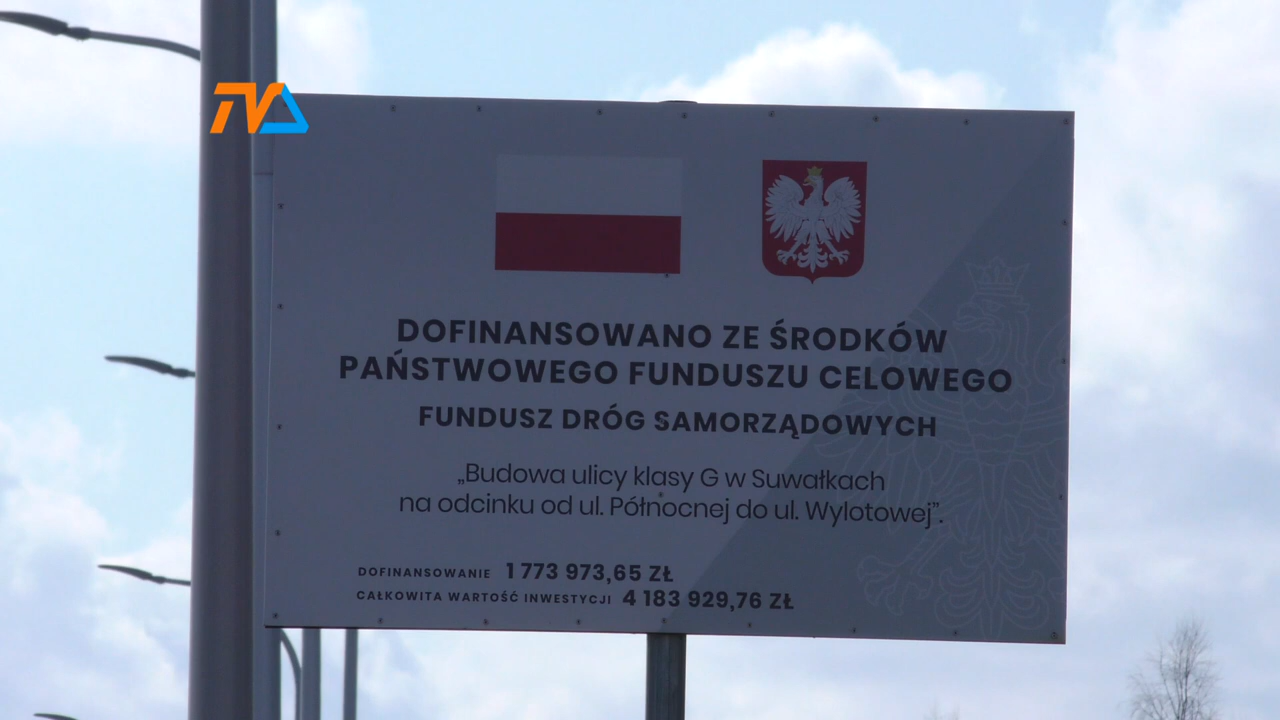 TV
DOFINANSOWANO ZE ŚRODKÓW
PAŃSTWOWEGO FUNDUSZU CELOWEGO
FUNDUSZ DRÓG SAMORZĄDOWYCH
„Budowa ulicy klasy G w Suwałkach
na odcinku od ul. Północnej do ul. Wylotowej”.
DOFINANSOWANIE 1 773 973,65 ZŁ
CAŁKOWITA WARTOŚĆ INWESTYCJI 4 183 929,76 ZŁ